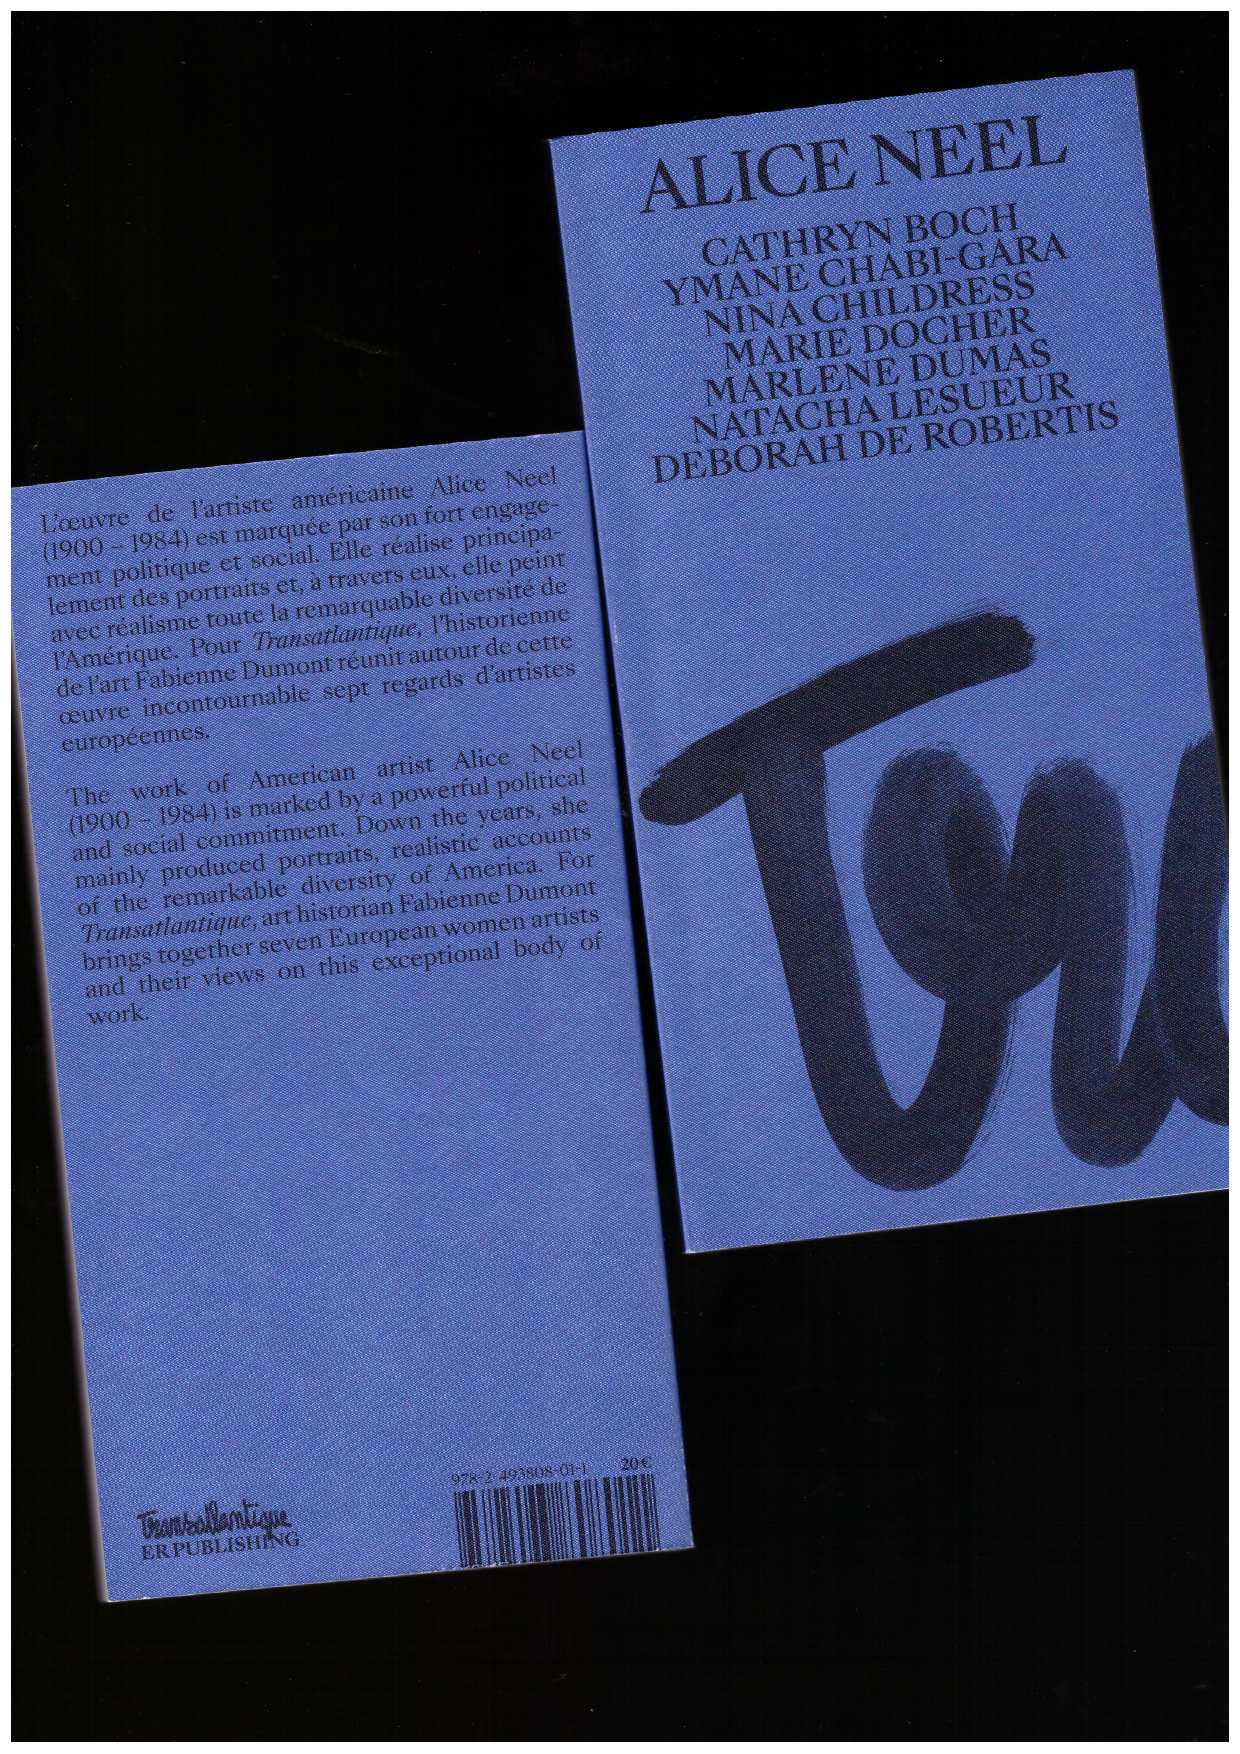 ALICE NEEL
CATHRYN BOCH
YMANE CHABI-GARA
NINA CHILDRESS
MARIE DOCHER
MARLENE DUMAS
NATACHA LESUEUR
DEBORAH DE ROBERTIS
Tra
L’œuvre de l’artiste américaine Alice Neel
(1900 – 1984) est marquée par son fort engage-
ment politique et social. Elle réalise principa-
lement des portraits et, à travers eux, elle peint
avec réalisme toute la remarquable diversité de
l’Amérique. Pour Transatlantique, l’historienne
de l’art Fabienne Dumont réunit autour de cette
œuvre incontournable sept regards d’artistes
européennes.
The work of American artist Alice Neel
(1900 – 1984) is marked by a powerful political
and social commitment. Down the years, she
mainly produced portraits, realistic accounts
of the remarkable diversity of America. For
Transatlantique, art historian Fabienne Dumont
brings together seven European women artists
and their views on this exceptional body of
work.
978-2-493808-01-1 20€
Transatlantique
ER PUBLISHING